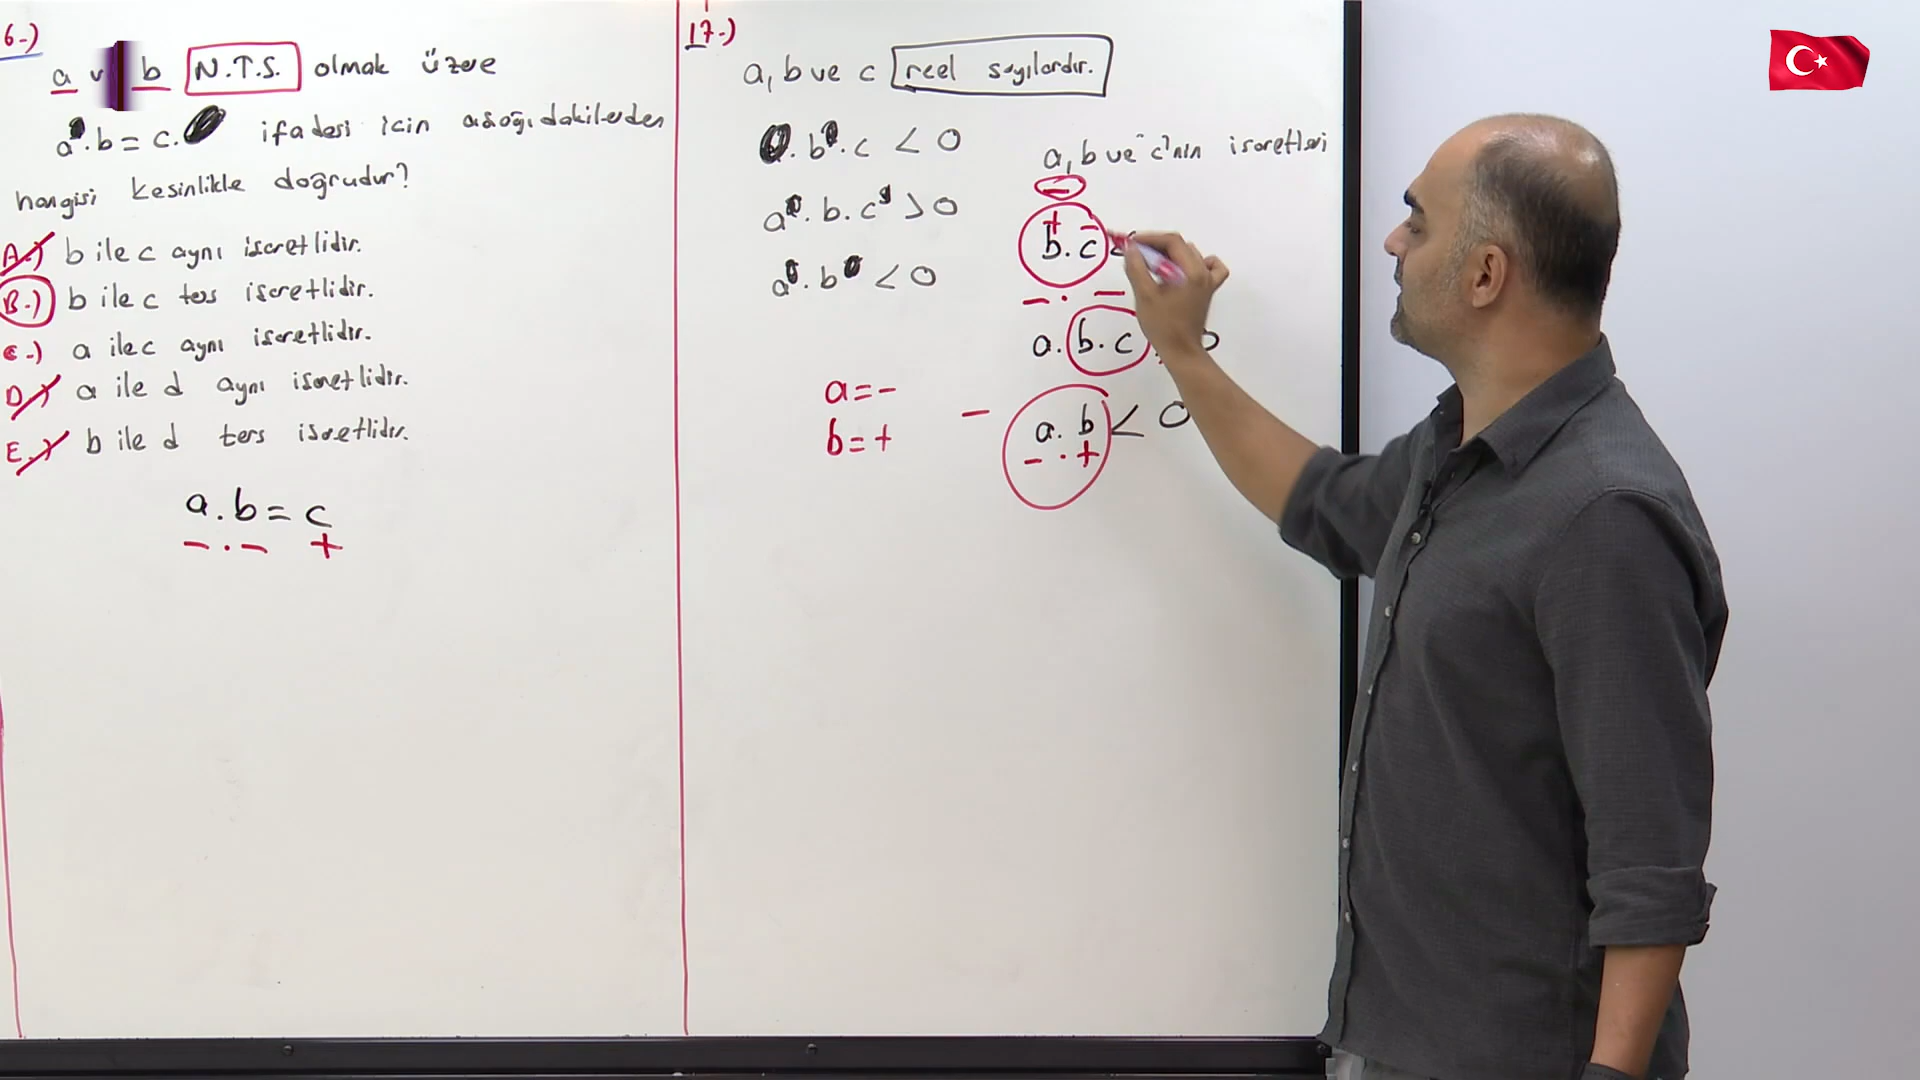 6-)
a v b N.T.S. olmak üzere
a .b = c. ifadesi için aşağıdakilerden
hangisi kesinlikle doğrudur?
A-) b ile c aynı işaretlidir.
B-) b ile c ters işaretlidir.
C-) a ile c aynı işaretlidir.
D-) a ile d aynı işaretlidir.
E-) b ile d ters işaretlidir.
a.b = c
- . - +
17-)
a, b ve c reel sayılardır.
. b . c < 0
a . b. c > 0
a . b < 0
a, b ve c'nin işaretleri
-
+ -
b. c <
- . -
a. b. c 0
a = -
b = +
- a. b < 0
- . +